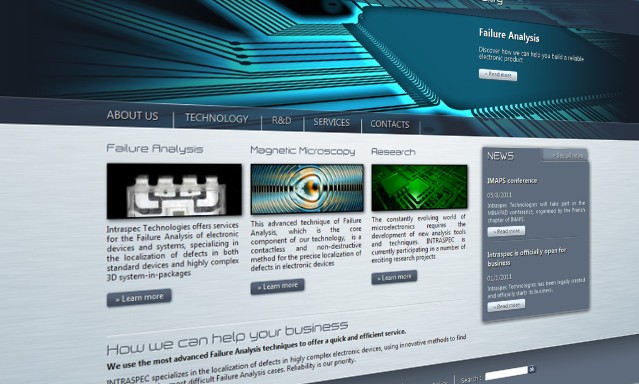 Failure Analysis
Discover how we can help you build a reliable
electronic product
» Read more
ABOUT US
TECHNOLOGY
R&D
SERVICES
CONTACTS
Failure Analysis
Intraspec Technologies offers services
for the Failure Analysis of electronic
devices and systems, specializing in
the localization of defects in both
standard devices and highly complex
3D system-in-packages
» Learn more
Magnetic Microscopy
This advanced technique of Failure
Analysis, which is the core
component of our technology, is a
contactless and non-destructive
method for the precise localization of
defects in electronic devices
» Learn more
Research
The constantly evolving world of
microelectronics requires the
development of new analysis tools
and techniques. INTRASPEC is
currently participating in a number of
exciting research projects
» Learn more
NEWS
» See all news
IMAPS conference
Intraspec Technologies will take part in the
MINAPAD conference, organised by the French
chapter of IMAPS.
» Read more
Intraspec is officially open for
business
Intraspec Technologies has been legally created
and officially starts its business.
» Read more
How we can help your business
We use the most advanced Failure Analysis techniques to offer a quick and efficient service.
INTRASPEC specializes in the localization of defects in higly complex electronic devices, using innovative methods to find
most difficult Failure Analysis cases. Reliability is our priority.
Search :